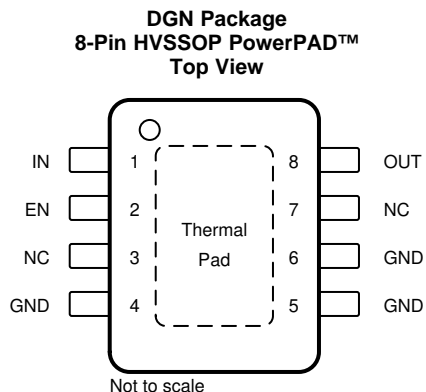 DGN Package
8-Pin HVSSOP PowerPAD™
Top View
IN 1 8 OUT
EN 2 7 NC
Thermal
NC 3 6 GND
Pad
GND 4 5 GND
Not to scale